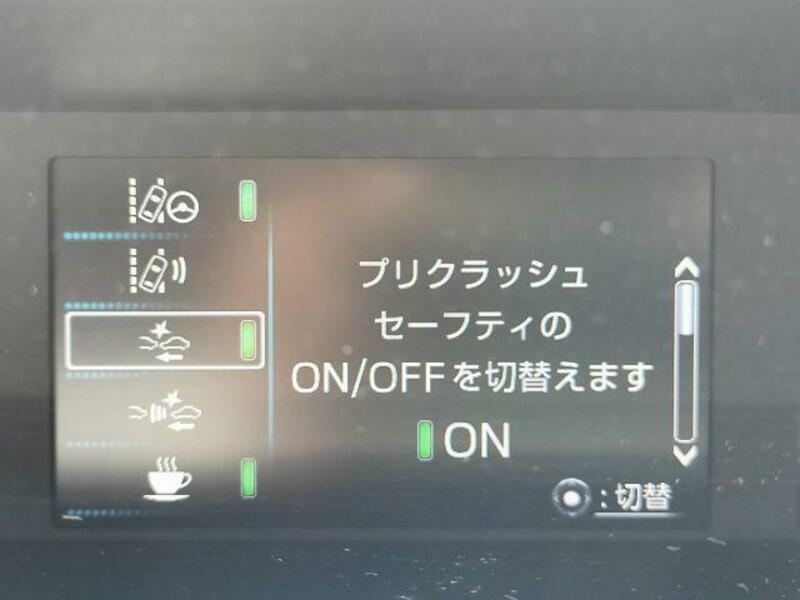 プリクラッシュ
セーフティの
ON/OFFを切替えます
ON
:切替